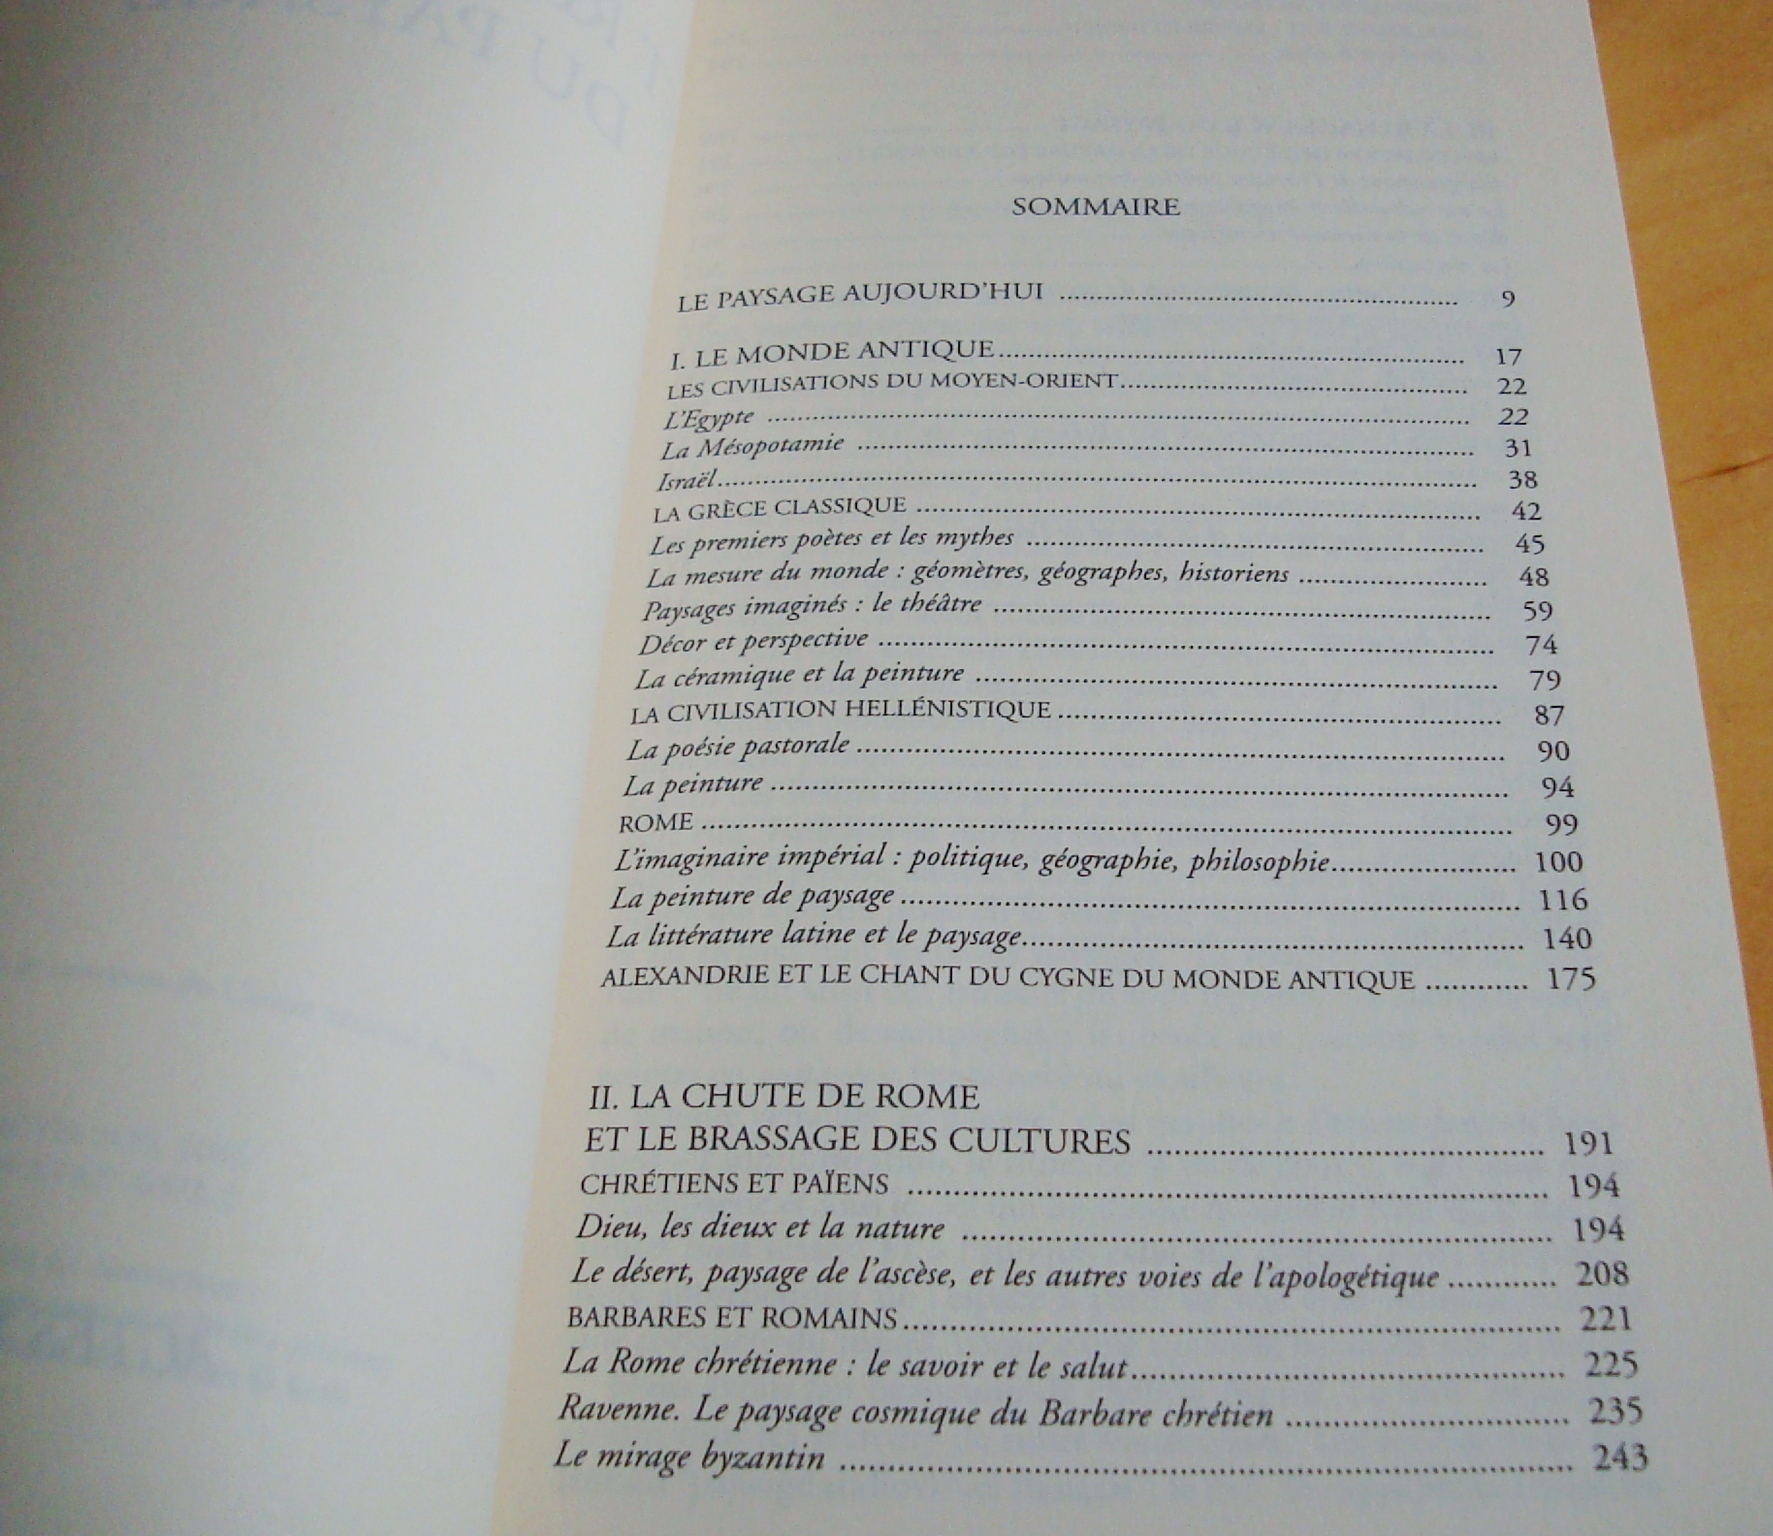 DU PAYSAGE
SOMMAIRE
LE PAYSAGE AUJOURD'HUI 9
I. LE MONDE ANTIQUE 17
LES CIVILISATIONS DU MOYEN-ORIENT 22
L'Egypte 22
La Mésopotamie 31
Israël 38
LA GRÈCE CLASSIQUE 42
Les premiers poètes et les mythes 45
La mesure du monde : géomètres, géographes, historiens 48
Paysages imaginés : le théâtre 59
Décor et perspective 74
La céramique et la peinture 79
LA CIVILISATION HELLÉNISTIQUE 87
La poésie pastorale 90
La peinture 94
ROME 99
L'imaginaire impérial : politique, géographie, philosophie 100
La peinture de paysage 116
La littérature latine et le paysage 140
ALEXANDRIE ET LE CHANT DU CYGNE DU MONDE ANTIQUE 175
II. LA CHUTE DE ROME
ET LE BRASSAGE DES CULTURES 191
CHRÉTIENS ET PAÏENS 194
Dieu, les dieux et la nature 194
Le désert, paysage de l'ascèse, et les autres voies de l'apologétique 208
BARBARES ET ROMAINS 221
La Rome chrétienne : le savoir et le salut 225
Ravenne. Le paysage cosmique du Barbare chrétien 235
Le mirage byzantin 243